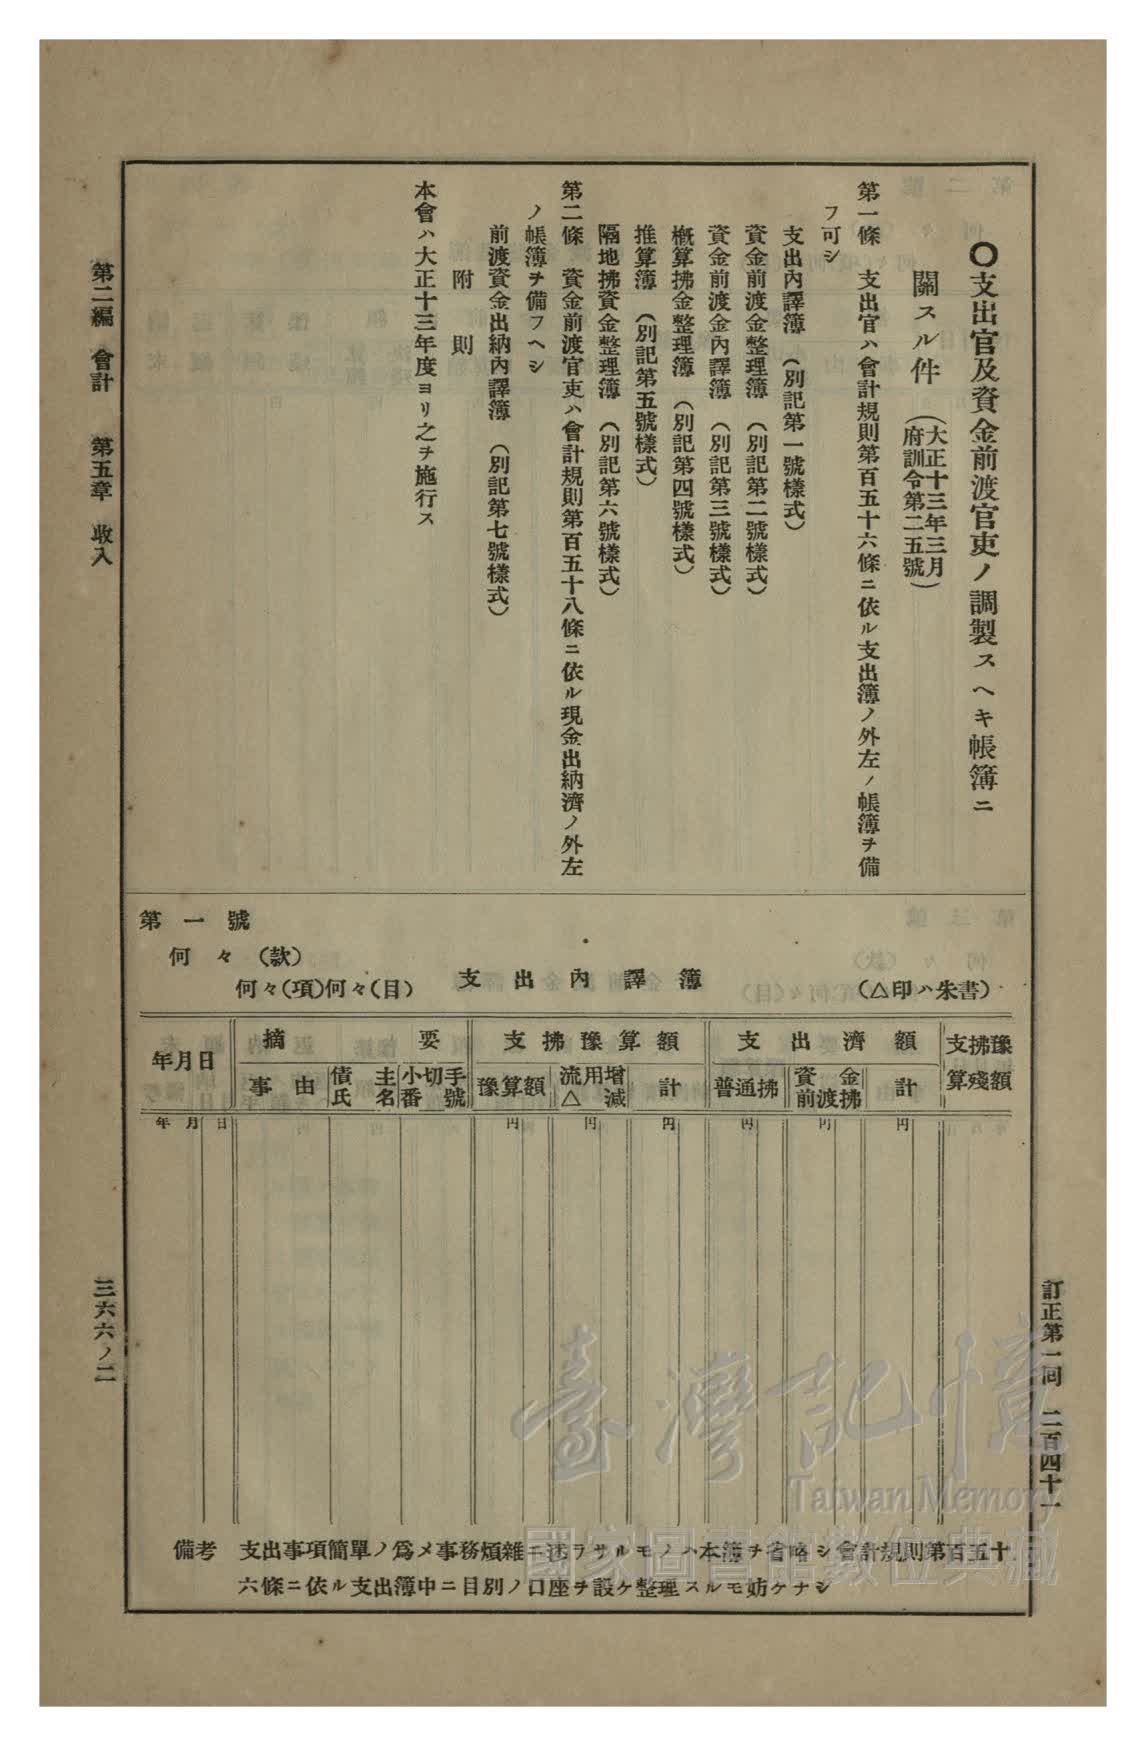 〇支出官及資金前渡官吏ノ調製スヘキ帳簿ニ
關スル件
(大正十三年三月
府訓令第二五號)
第一條 支出官ハ會計規則第百五十六條ニ依ル支出簿ノ外左ノ帳簿ヲ備
フ可シ
支出內譯簿 (別記第一號樣式)
資金前渡金整理簿 (別記第二號樣式)
資金前渡金內譯簿 (別記第三號樣式)
槪算拂金整理簿 (別記第四號樣式)
推算簿 (別記第五號樣式)
隔地拂資金整理簿 (別記第六號樣式)
第二條 資金前渡官吏ハ會計規則第百五十八條ニ依ル現金出納濟ノ外左
ノ帳簿ヲ備フヘシ
前渡資金出納內譯簿 (別記第七號樣式)
附則
本會ハ大正十三年度ヨリ之ヲ施行ス
第一號
何々(款)
何々(項)何々(目)
支出內譯簿
(△印ハ朱書)
年月日
摘要
支拂豫算額
支出濟額
支拂豫
算殘額
事由
債主
氏名
小切手
番號
豫算額
流用增
△減
計
普通拂
資金
前渡拂
計
年月日
円
円
円
円
円
円
備考 支出事項簡單ノ爲メ事務煩雜ニ涉ラサルモノハ本簿ヲ省略シ會計規則第百五十
六條ニ依ル支出簿中ニ目別ノ口座ヲ設ケ整理スルモ妨ケナシ
第二編 會計 第五章 收入
三六六ノ二
訂正第一回 二百四十一
臺灣記憶
Taiwan Memory
國家圖書館數位典藏